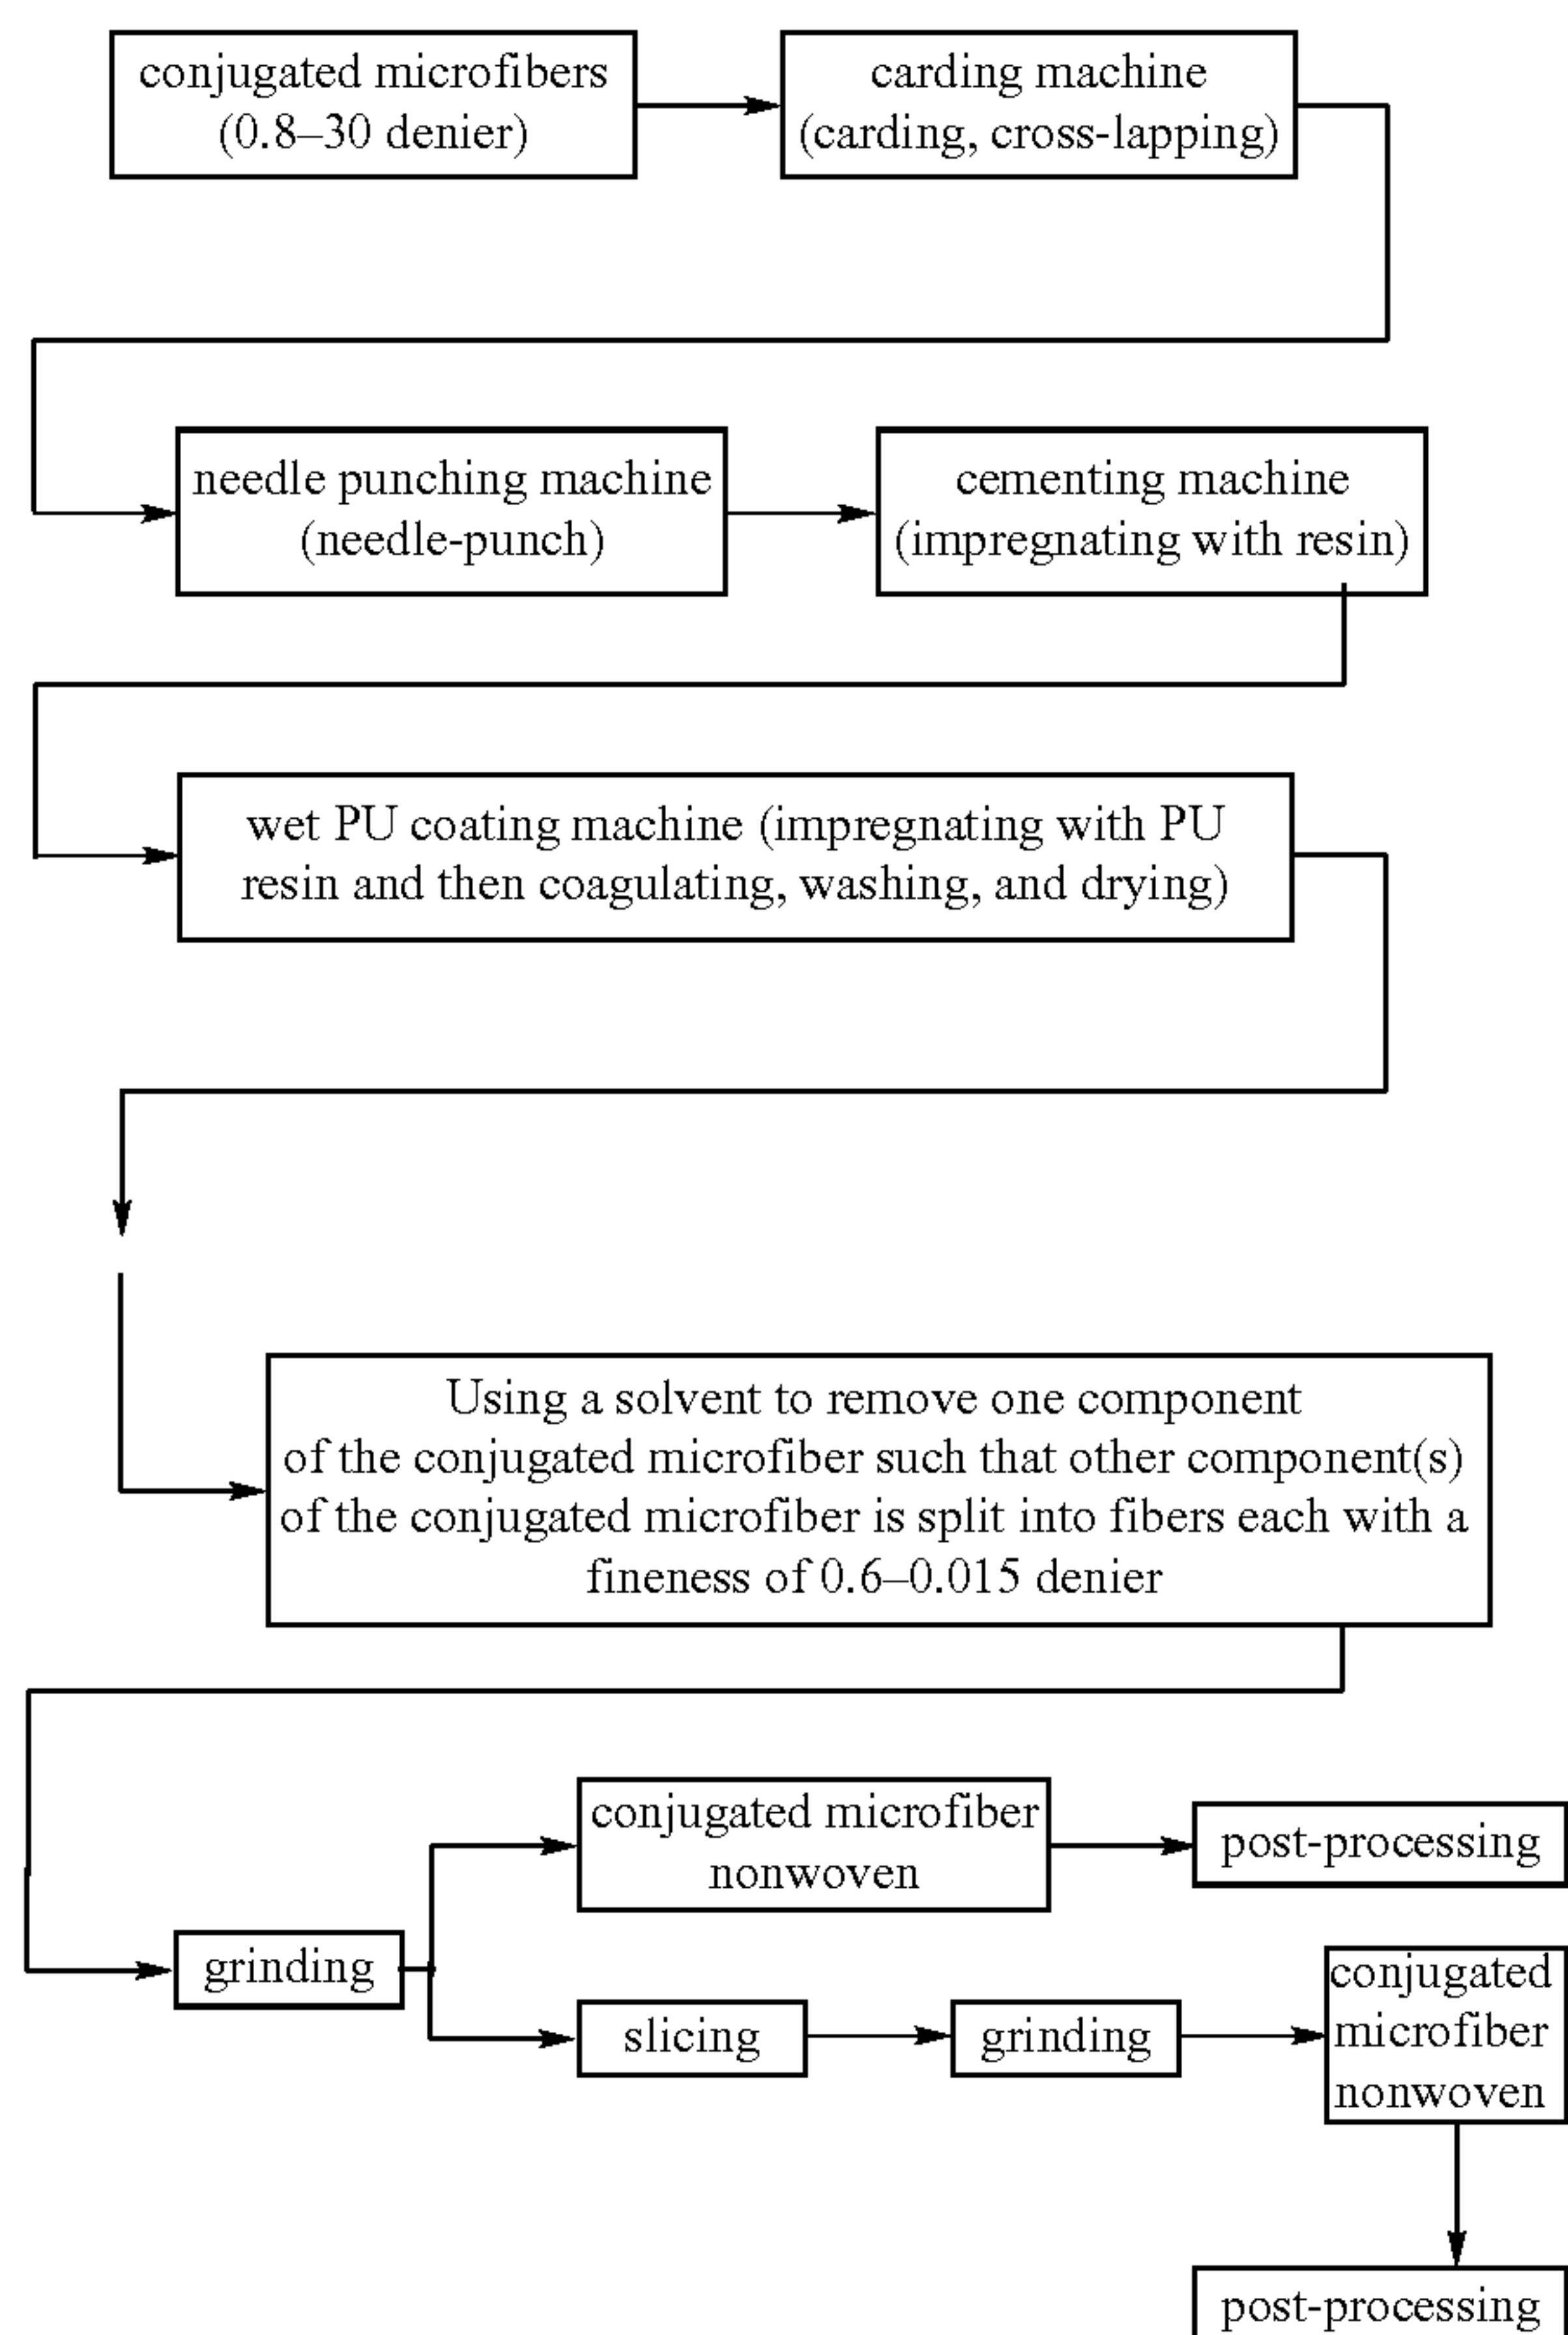 conjugated microfibers
(0.8–30 denier)
carding machine
(carding, cross-lapping)
needle punching machine
(needle-punch)
cementing machine
(impregnating with resin)
wet PU coating machine (impregnating with PU
resin and then coagulating, washing, and drying)
Using a solvent to remove one component
of the conjugated microfiber such that other component(s)
of the conjugated microfiber is split into fibers each with a
fineness of 0.6–0.015 denier
conjugated microfiber
nonwoven
post-processing
grinding
slicing
grinding
conjugated
microfiber
nonwoven
post-processing